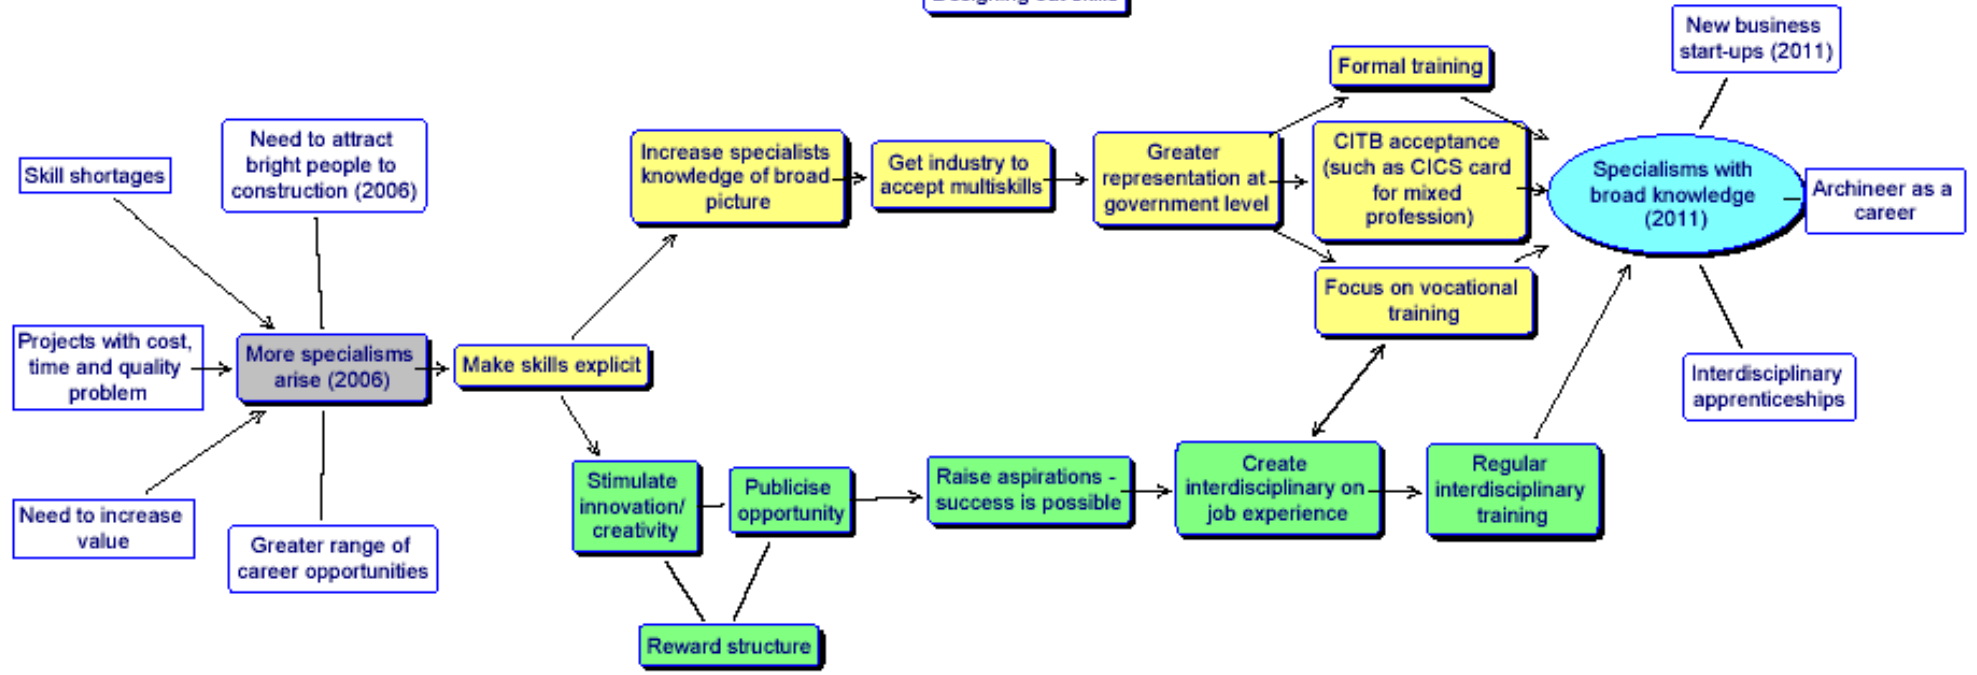 Designing out skills
New business
start-ups (2011)
Formal training
Need to attract
bright people to
construction (2006)
Skill shortages
Increase specialists
knowledge of broad
picture
Get industry to
accept multiskills
Greater
representation at
government level
CITB acceptance
(such as CICS card
for mixed
profession)
Specialisms with
broad knowledge
(2011)
Archineer as a
career
Focus on vocational
training
Projects with cost,
time and quality
problem
More specialisms
arise (2006)
Make skills explicit
Interdisciplinary
apprenticeships
Need to increase
value
Greater range of
career opportunities
Stimulate
innovation/
creativity
Publicise
opportunity
Raise aspirations -
success is possible
Create
interdisciplinary on
job experience
Regular
interdisciplinary
training
Reward structure